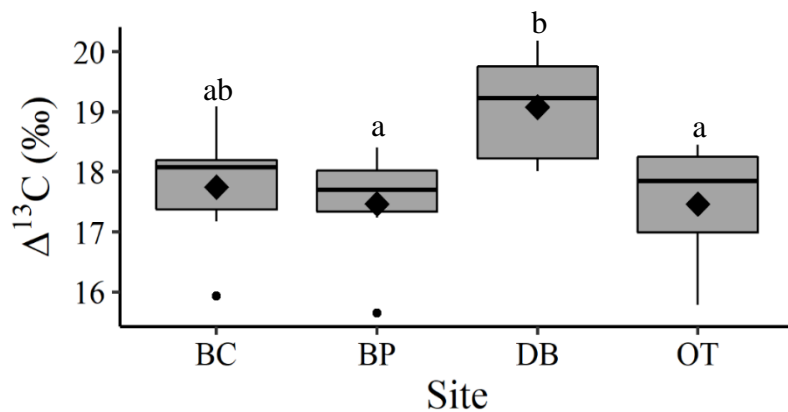 Δ¹³C (‰)
20
19
18
17
16
ab
a
b
a
BC BP DB OT
Site